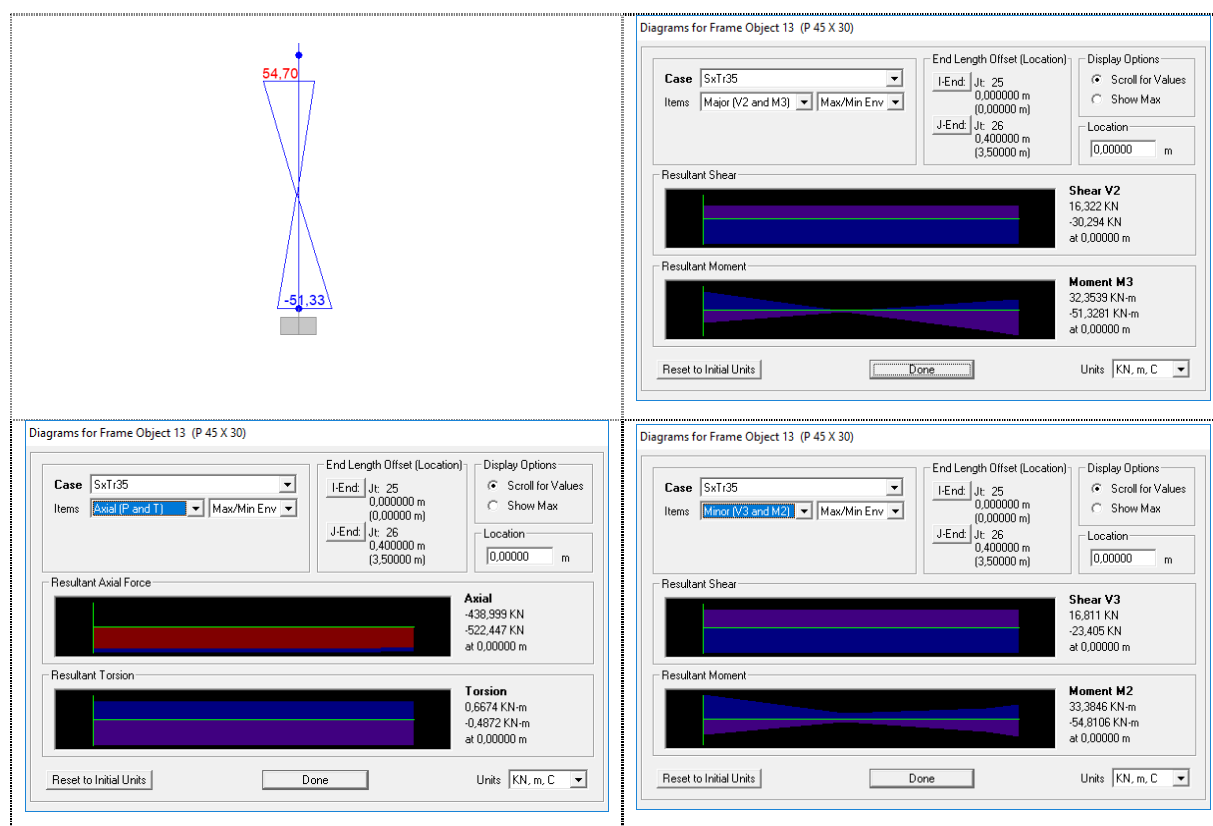 54,70
-51,33
Diagrams for Frame Object 13 (P 45 X 30)
Case SxTr35
Items Major (V2 and M3) Max/Min Env
End Length Offset (Location)
I-End: Jt: 25
0,000000 m
(0,00000 m)
J-End: Jt: 26
0,400000 m
(3,50000 m)
Display Options
Scroll for Values
Show Max
Location
0,00000 m
Resultant Shear
Shear V2
16,322 KN
-30,294 KN
at 0,00000 m
Resultant Moment
Moment M3
32,3539 KN-m
-51,3281 KN-m
at 0,00000 m
Reset to Initial Units Done Units KN, m, C
Diagrams for Frame Object 13 (P 45 X 30)
Case SxTr35
Items Axial (P and T) Max/Min Env
End Length Offset (Location)
I-End: Jt: 25
0,000000 m
(0,00000 m)
J-End: Jt: 26
0,400000 m
(3,50000 m)
Display Options
Scroll for Values
Show Max
Location
0,00000 m
Resultant Axial Force
Axial
-438,999 KN
-522,447 KN
at 0,00000 m
Resultant Torsion
Torsion
0,6674 KN-m
-0,4872 KN-m
at 0,00000 m
Reset to Initial Units Done Units KN, m, C
Diagrams for Frame Object 13 (P 45 X 30)
Case SxTr35
Items Minor (V3 and M2) Max/Min Env
End Length Offset (Location)
I-End: Jt: 25
0,000000 m
(0,00000 m)
J-End: Jt: 26
0,400000 m
(3,50000 m)
Display Options
Scroll for Values
Show Max
Location
0,00000 m
Resultant Shear
Shear V3
16,811 KN
-23,405 KN
at 0,00000 m
Resultant Moment
Moment M2
33,3846 KN-m
-54,8106 KN-m
at 0,00000 m
Reset to Initial Units Done Units KN, m, C